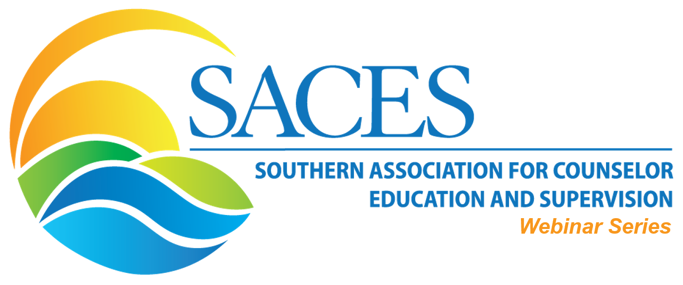 SACES
SOUTHERN ASSOCIATION FOR COUNSELOR
EDUCATION AND SUPERVISION
Webinar Series